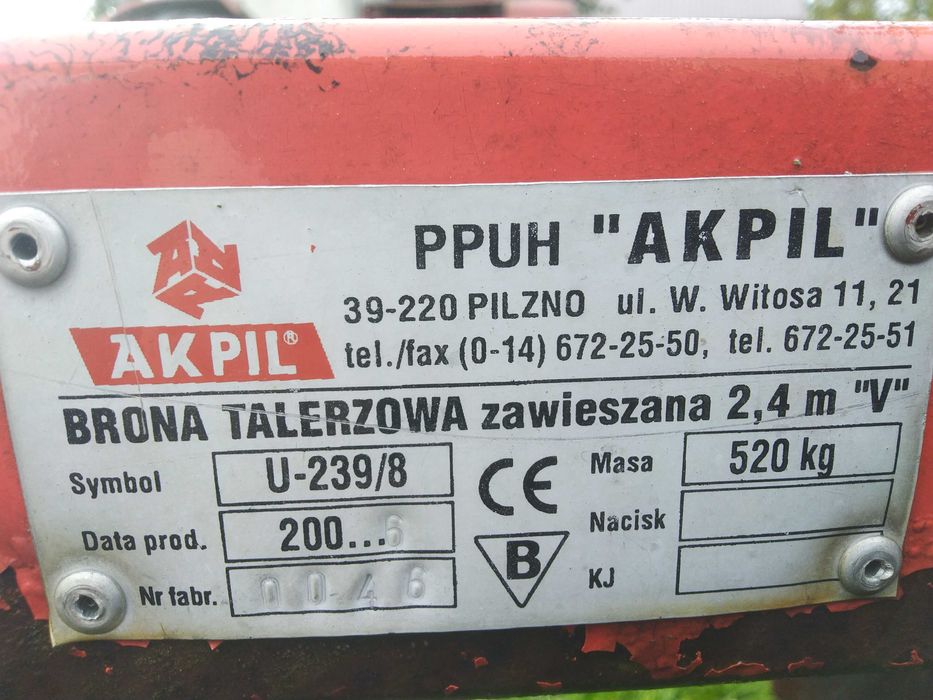 PPUH "AKPIL"
39-220 PILZNO ul. W. Witosa 11, 21
AKPIL®
tel./fax (0-14) 672-25-50, tel. 672-25-51
BRONA TALERZOWA zawieszana 2,4 m "V"
Symbol U-239/8 CE Masa 520 kg
Data prod. 200...6 Nacisk
Nr fabr. 0046 B KJ